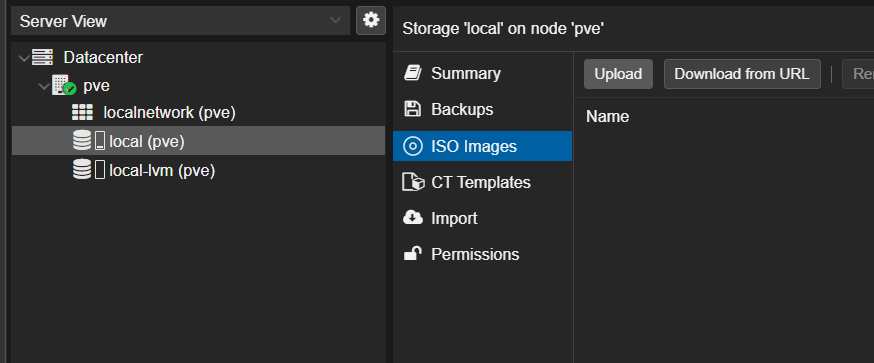 Server View
Datacenter
pve
localnetwork (pve)
local (pve)
local-lvm (pve)
Storage 'local' on node 'pve'
Summary
Backups
ISO Images
CT Templates
Import
Permissions
Upload
Download from URL
Name